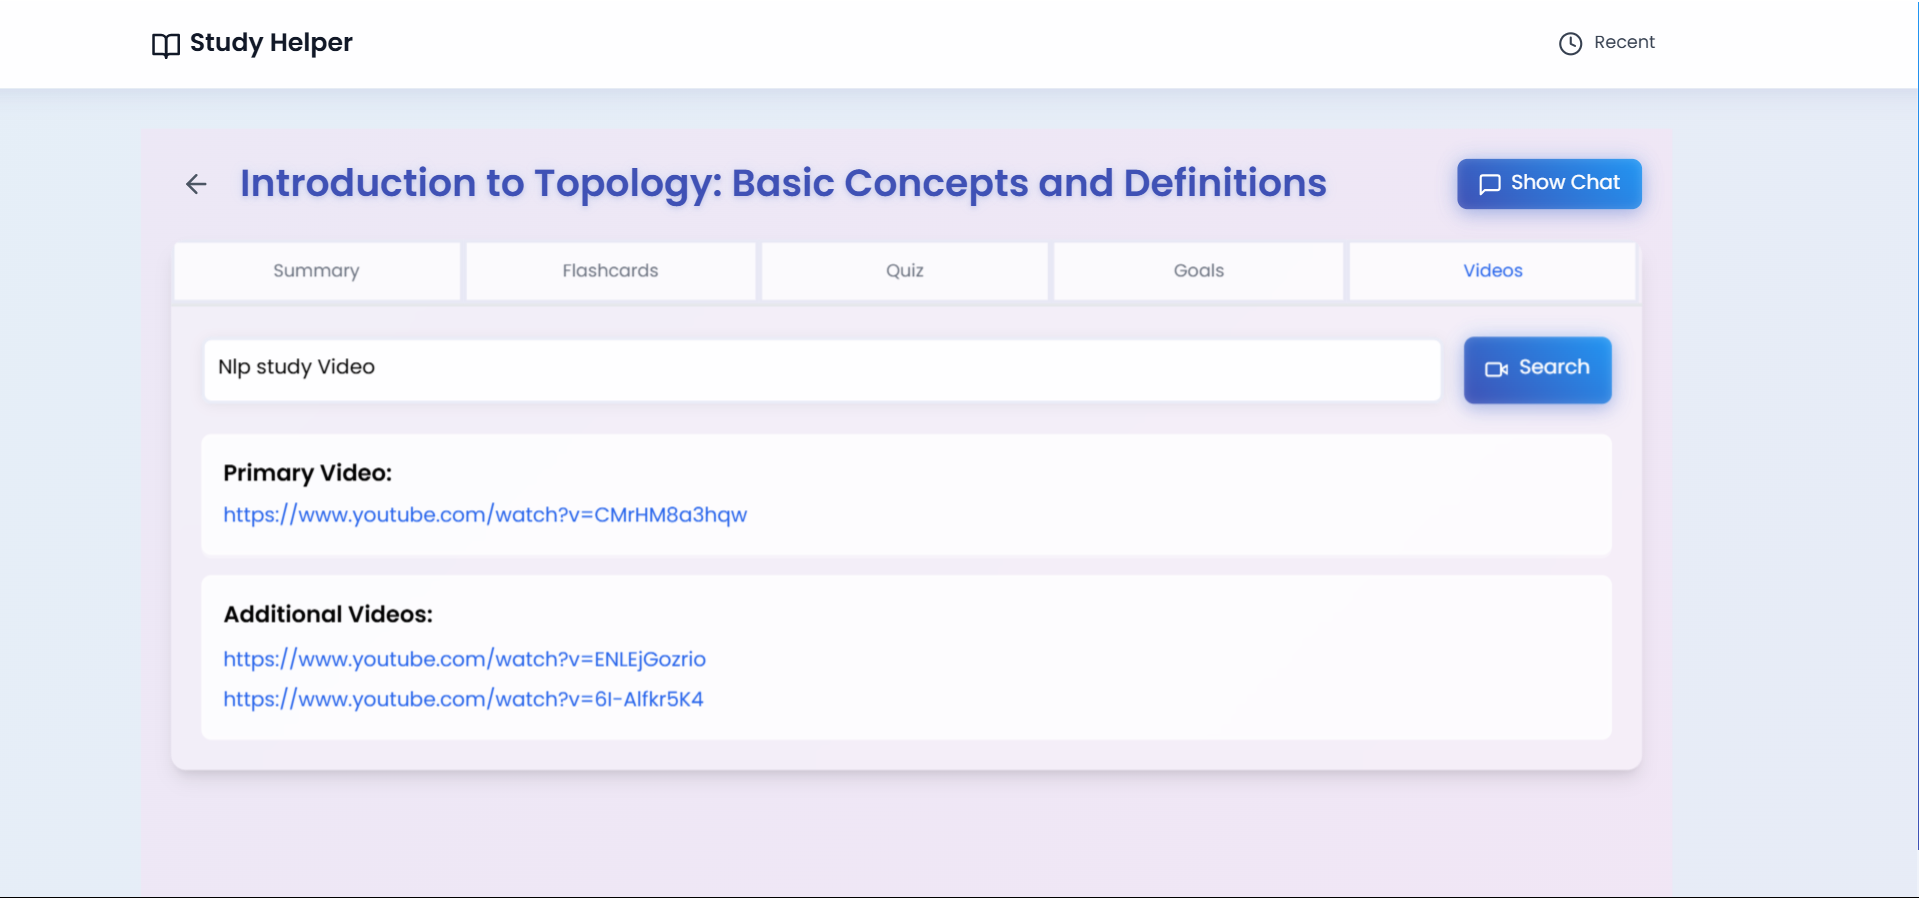 Study Helper
Recent
Introduction to Topology: Basic Concepts and Definitions
Show Chat
Summary
Flashcards
Quiz
Goals
Videos
Nlp study Video
Search
Primary Video:
https://www.youtube.com/watch?v=CMrHM8a3hqw
Additional Videos:
https://www.youtube.com/watch?v=ENLEjGozrio
https://www.youtube.com/watch?v=6I-Alfkr5K4